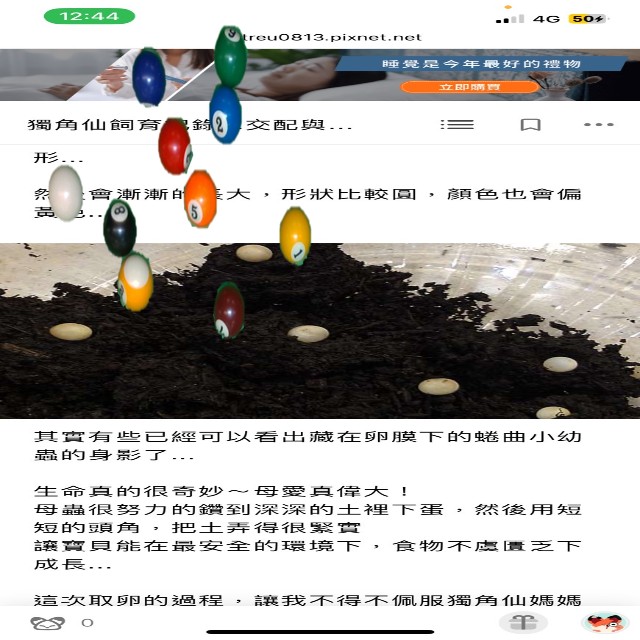 12:44
4G 50
treu0813.pixnet.net
睡覺是今年最好的禮物
立即購買
獨角仙飼育 交配與...
形...
然 會漸漸的長大，形狀比較圓，顏色也會偏
黃色...
9
2
5
8
1
其實有些已經可以看出藏在卵膜下的蜷曲小幼
蟲的身影了...
生命真的很奇妙～母愛真偉大！
母蟲很努力的鑽到深深的土裡下蛋，然後用短
短的頭角，把土弄得很緊實
讓寶貝能在最安全的環境下，食物不虞匱乏下
成長...
這次取卵的過程，讓我不得不佩服獨角仙媽媽
0